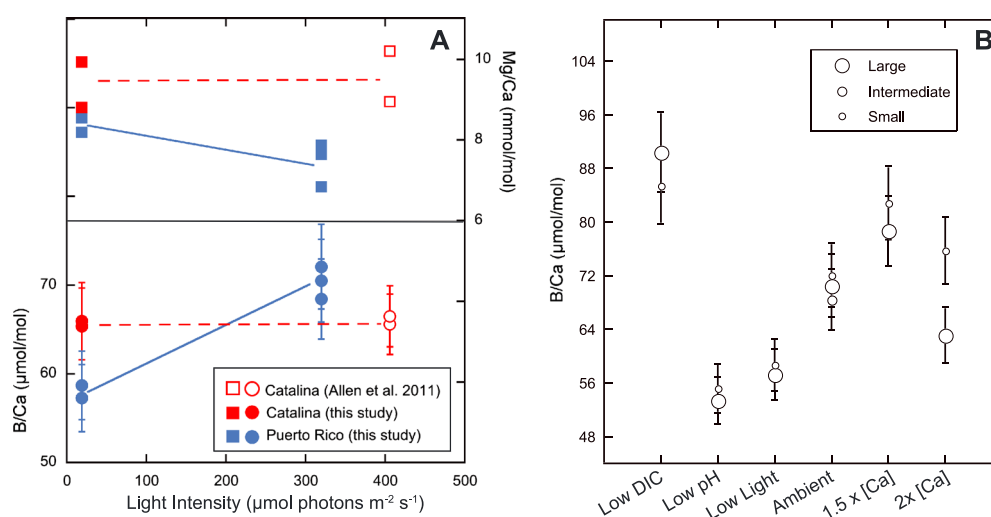 A
10
8
6
Mg/Ca (mmol/mol)
70
60
50
B/Ca (µmol/mol)
Catalina (Allen et al. 2011)
Catalina (this study)
Puerto Rico (this study)
0
100
200
300
400
500
Light Intensity (µmol photons m⁻² s⁻¹)
B
104
96
88
80
72
64
56
48
B/Ca (µmol/mol)
Large
Intermediate
Small
Low DIC
Low pH
Low Light
Ambient
1.5 x [Ca]
2x [Ca]